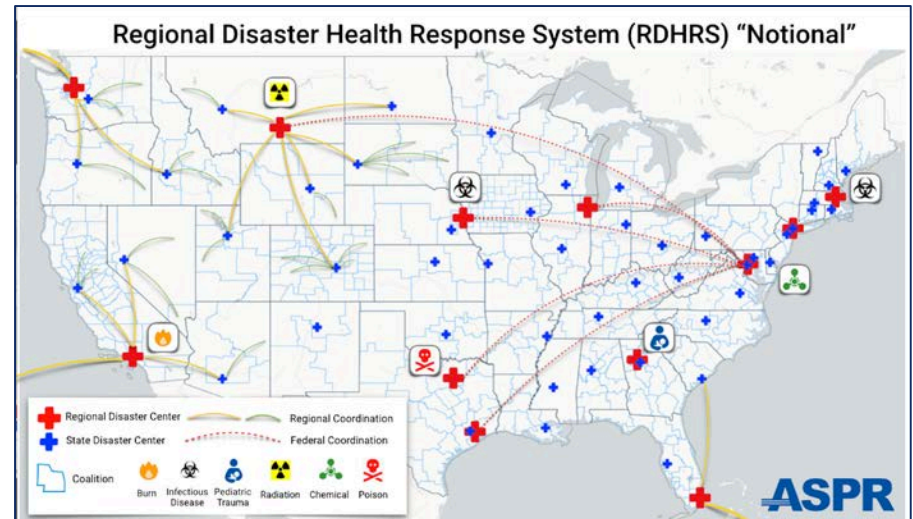 Regional Disaster Health Response System (RDHRS) “Notional”
Regional Disaster Center
Regional Coordination
State Disaster Center
Federal Coordination
Coalition
Burn
Infectious
Disease
Pediatric
Trauma
Radiation
Chemical
Poison
ASPR